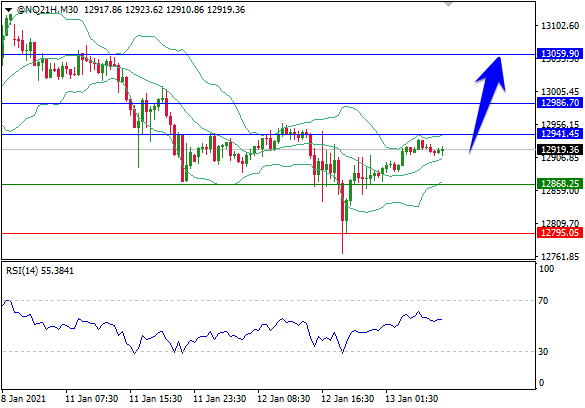 @NQ21H,M30 12917.86 12923.62 12910.86 12919.36
13102.60
13059.90
13005.45
12986.70
12956.15
12941.45
12919.36
12906.85
12868.25
12859.00
12809.70
12795.05
12761.65
RSI(14) 55.3841
100
70
30
0
8 Jan 2021
11 Jan 07:30
11 Jan 15:30
11 Jan 23:30
12 Jan 08:30
12 Jan 16:30
13 Jan 01:30